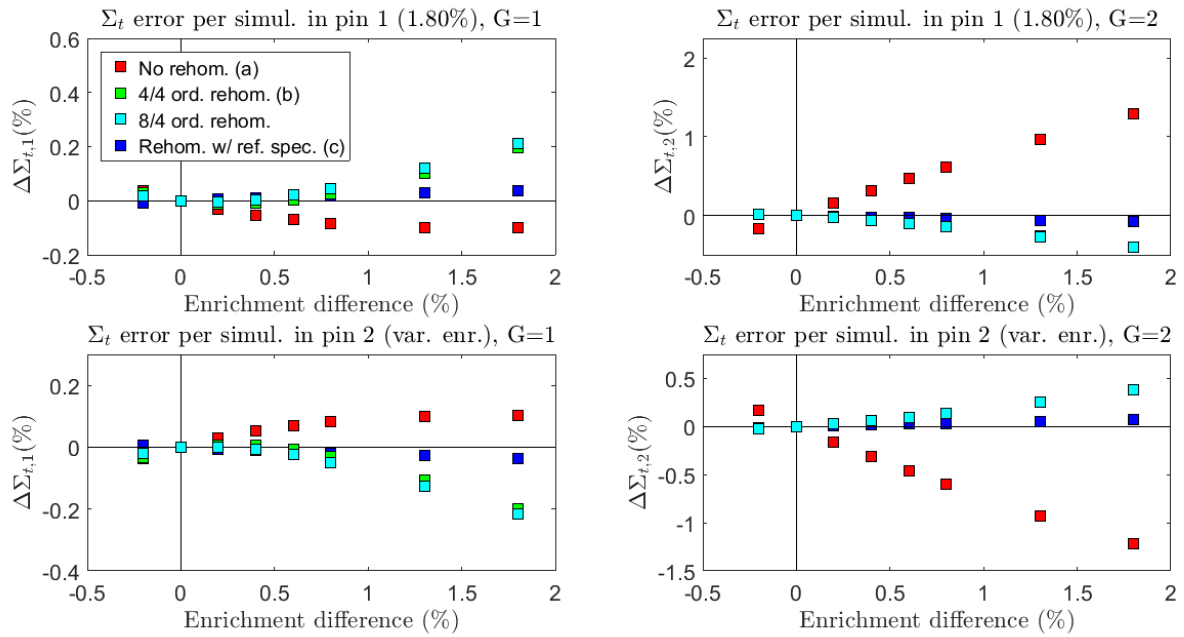 Σt error per simul. in pin 1 (1.80%), G=1
0.6
0.4
0.2
0
-0.2
ΔΣt,1(%)
No rehom. (a)
4/4 ord. rehom. (b)
8/4 ord. rehom.
Rehom. w/ ref. spec. (c)
-0.5 0 0.5 1 1.5 2
Enrichment difference (%)
Σt error per simul. in pin 1 (1.80%), G=2
2
1
0
ΔΣt,2(%)
-0.5 0 0.5 1 1.5 2
Enrichment difference (%)
Σt error per simul. in pin 2 (var. enr.), G=1
0.2
0
-0.2
-0.4
ΔΣt,1(%)
-0.5 0 0.5 1 1.5 2
Enrichment difference (%)
Σt error per simul. in pin 2 (var. enr.), G=2
0.5
0
-0.5
-1
-1.5
ΔΣt,2(%)
-0.5 0 0.5 1 1.5 2
Enrichment difference (%)